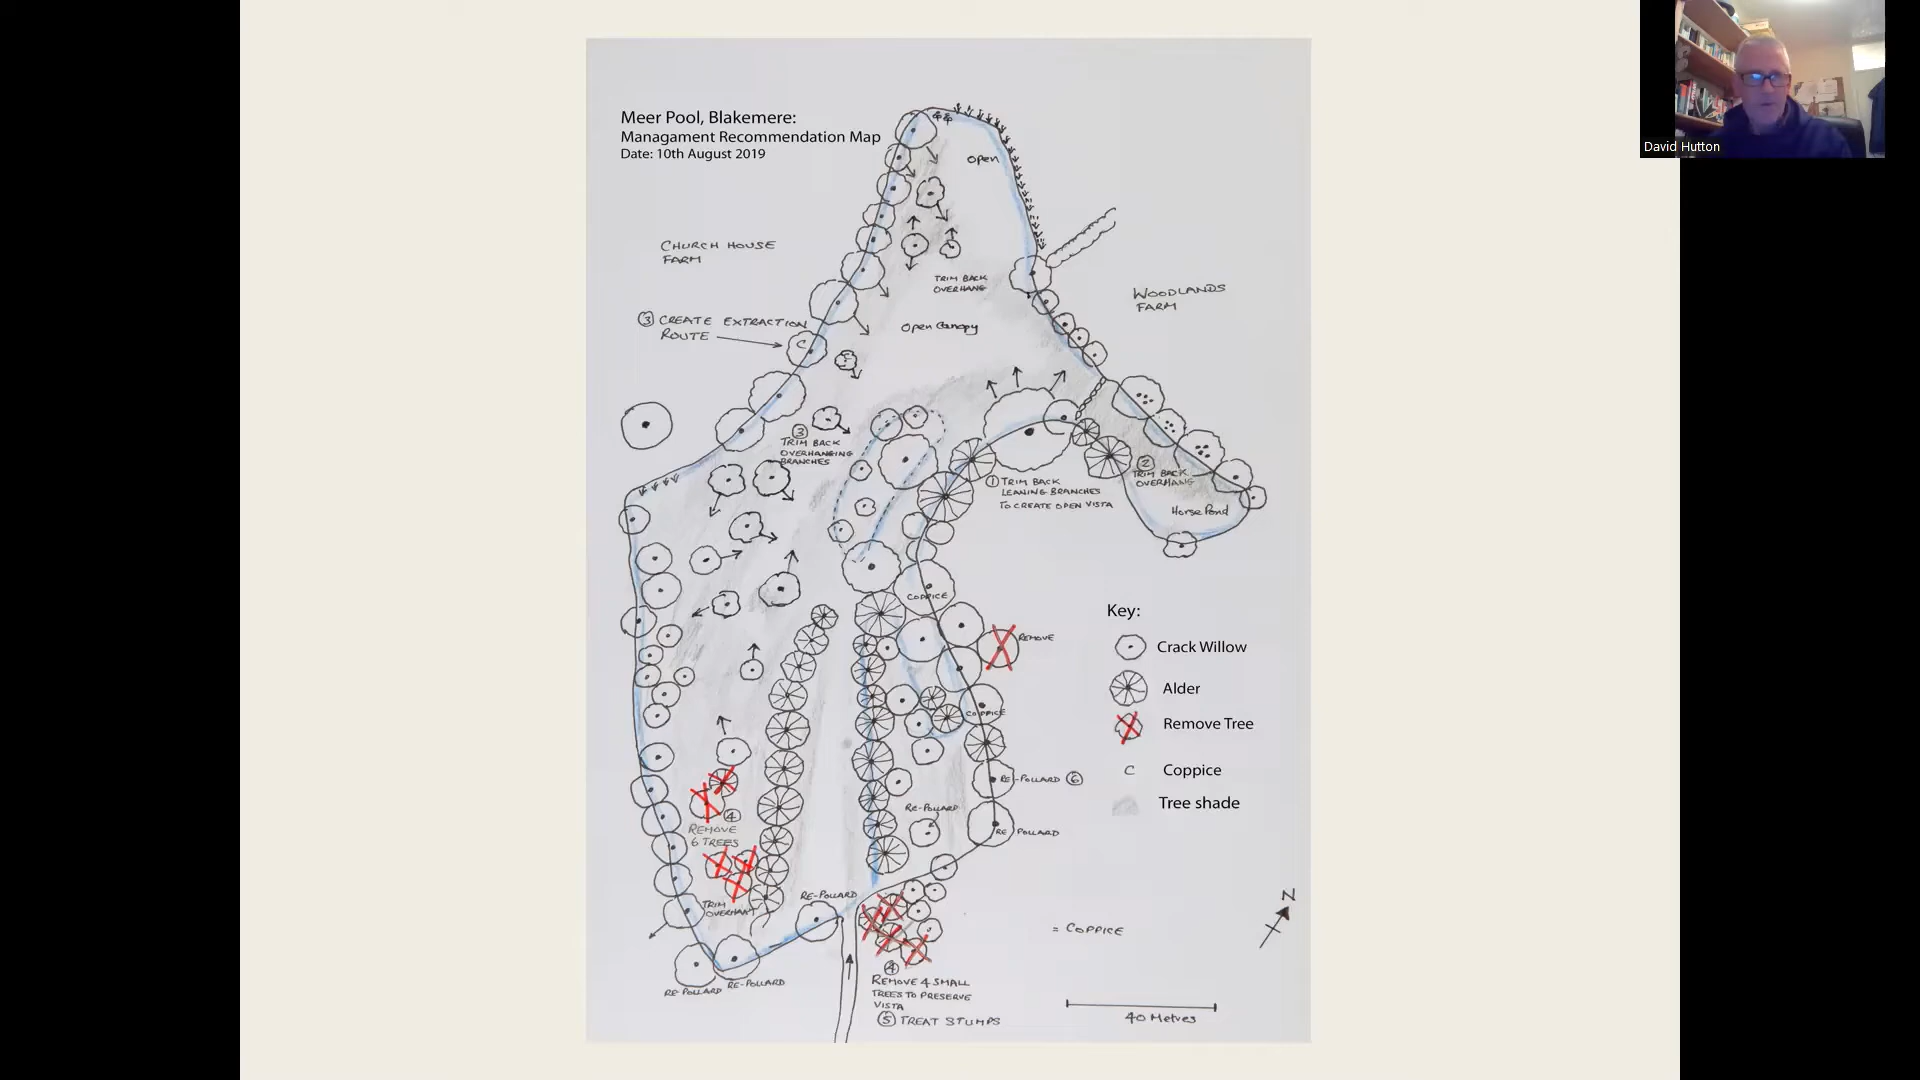 Meer Pool, Blakemere:
Managament Recommendation Map
Date: 10th August 2019
David Hutton
Open
CHURCH HOUSE
FARM
TRIM BACK
OVERHANG
WOODLANDS
FARM
③ CREATE EXTRACTION
ROUTE
C
Open Canopy
③
TRIM BACK
OVERHANGING
BRANCHES
① TRIM BACK
LEANING BRANCHES
TO CREATE OPEN VISTA
②
TRIM BACK
OVERHANG
Horse Pond
COPPICE
REMOVE
COPPICE
Key:
Crack Willow
Alder
Remove Tree
C Coppice
Tree shade
RE-POLLARD ⑥
RE-POLLARD
RE POLLARD
④
REMOVE
6 TREES
TRIM
OVERHANT
RE-POLLARD
RE-POLLARD
RE-POLLARD
④
REMOVE 4 SMALL
TREES TO PRESERVE
VISTA
⑤ TREAT STUMPS
= COPPICE
N
40 Metres